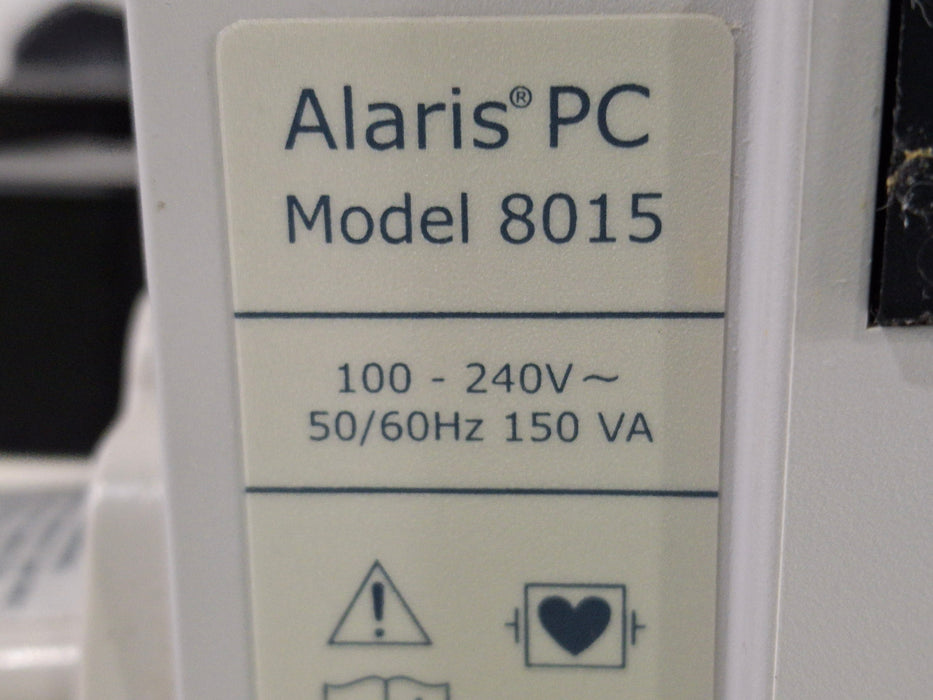 Alaris® PC
Model 8015
100 - 240V~
50/60Hz 150 VA